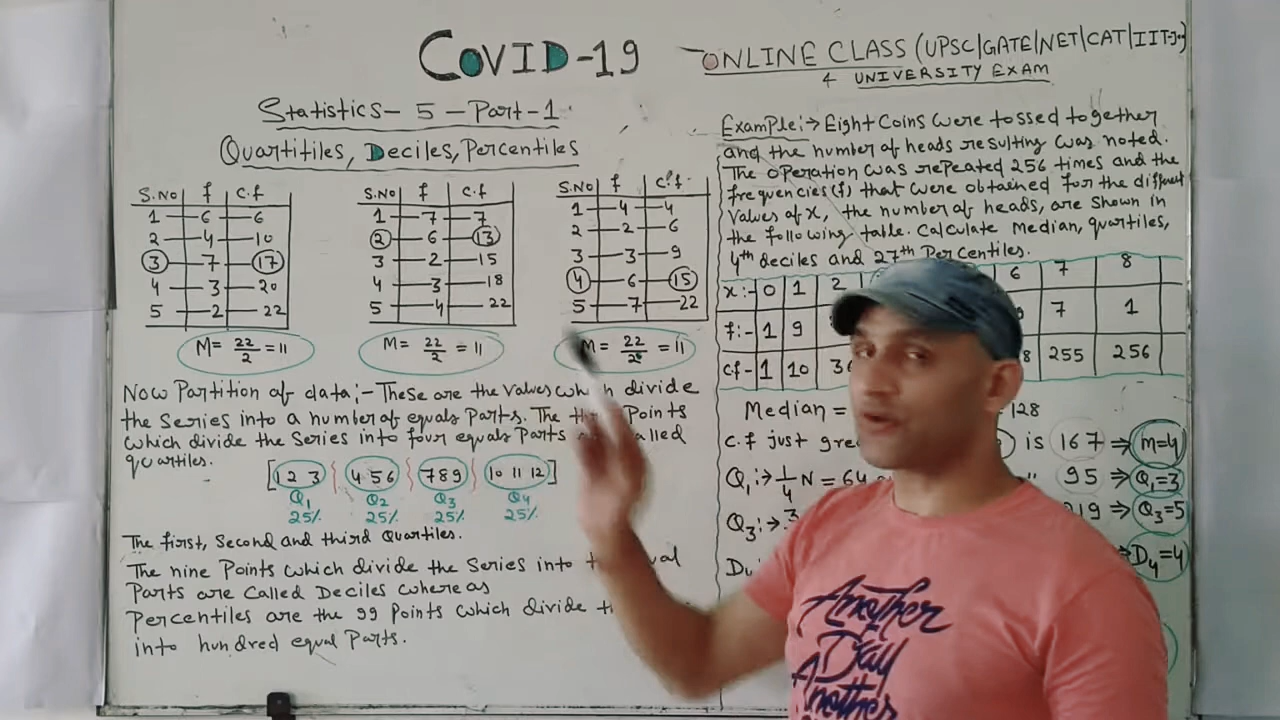 COVID-19
ONLINE CLASS (UPSC|GATE|NET|CAT|IIT-Jam)
& UNIVERSITY EXAM
Statistics- 5 - Part-1
Quartitiles, Deciles, Percentiles
S.NO f c.f
1 6 6
2 4 10
3 7 17
4 3 20
5 2 22
M= 22/2 = 11
S.NO f c.f
1 7 7
2 6 13
3 2 15
4 3 18
5 4 22
M= 22/2 = 11
S.NO f c.f.
1 4 4
2 2 6
3 3 9
4 6 15
5 7 22
M= 22/2 = 11
Now Partition of data;- These are the values which divide
the Series into a number of equals Parts. The Points
which divide the Series into four equals Parts called
quartiles.
[1 2 3 4 5 6 7 8 9 10 11 12]
Q1 Q2 Q3 Q4
25% 25% 25% 25%
The first, Second and third Quartiles.
The nine Points which divide the Series into
Parts are Called Deciles whereas
Percentiles are the 99 Points which divide
into hundred equal Parts.
Example:→ Eight Coins were tossed together
and the number of heads resulting was noted.
The operation was repeated 256 times and the
frequencies (f) that were obtained for the different
values of x, the number of heads, are shown in
the following table. Calculate Median, quartiles,
4th deciles and 27th Percentiles.
x:- 0 1 2 6 7 8
f:- 1 9 7 1
cf- 1 10 255 256
Median = 128
c.f just is 167 ⇒ m=4
Q1:→ 1/4 N = 64 " 95 ⇒ Q1=3
Q3:→ 219 ⇒ Q3=5
D4 ⇒ D4=4
Another
Day
Another